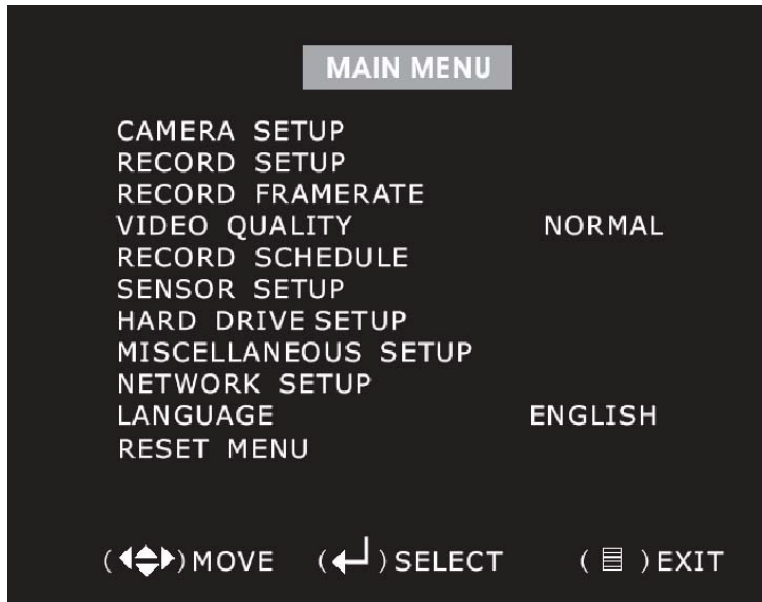 MAIN MENU
CAMERA SETUP
RECORD SETUP
RECORD FRAMERATE
VIDEO QUALITY NORMAL
RECORD SCHEDULE
SENSOR SETUP
HARD DRIVE SETUP
MISCELLANEOUS SETUP
NETWORK SETUP
LANGUAGE ENGLISH
RESET MENU
( ) MOVE ( ) SELECT ( ) EXIT